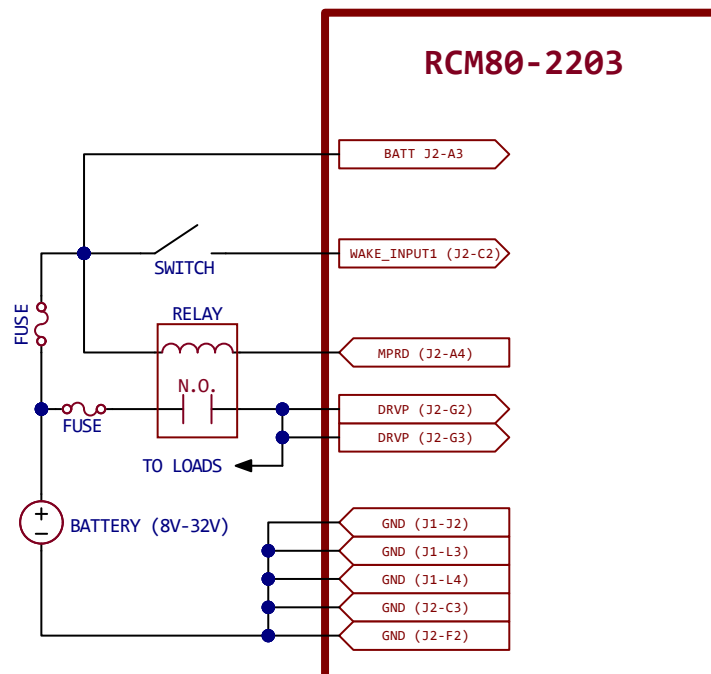 RCM80-2203
BATT J2-A3
WAKE_INPUT1 (J2-C2)
SWITCH
RELAY
FUSE
MPRD (J2-A4)
N.O.
DRVP (J2-G2)
FUSE
DRVP (J2-G3)
TO LOADS
+
BATTERY (8V-32V)
−
GND (J1-J2)
GND (J1-L3)
GND (J1-L4)
GND (J2-C3)
GND (J2-F2)